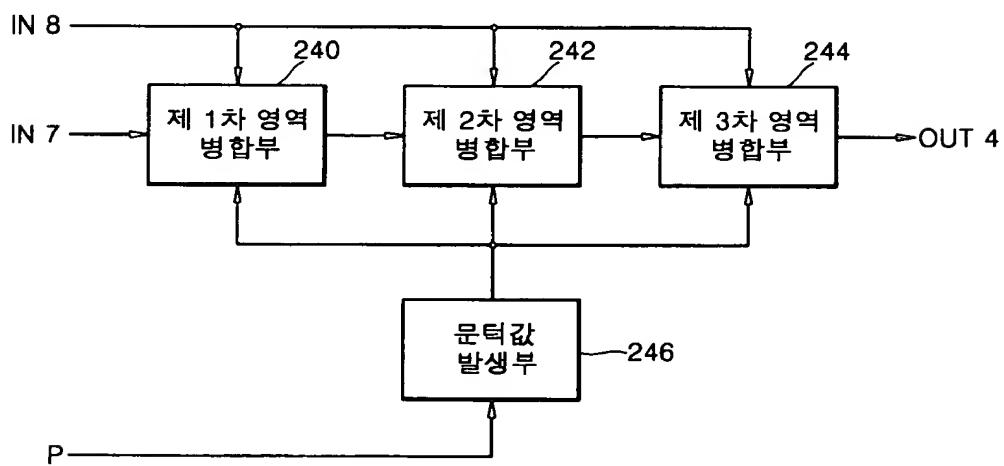 IN 8
240
242
244
제 1차 영역
병합부
제 2차 영역
병합부
제 3차 영역
병합부
IN 7
OUT 4
문턱값
발생부
246
P